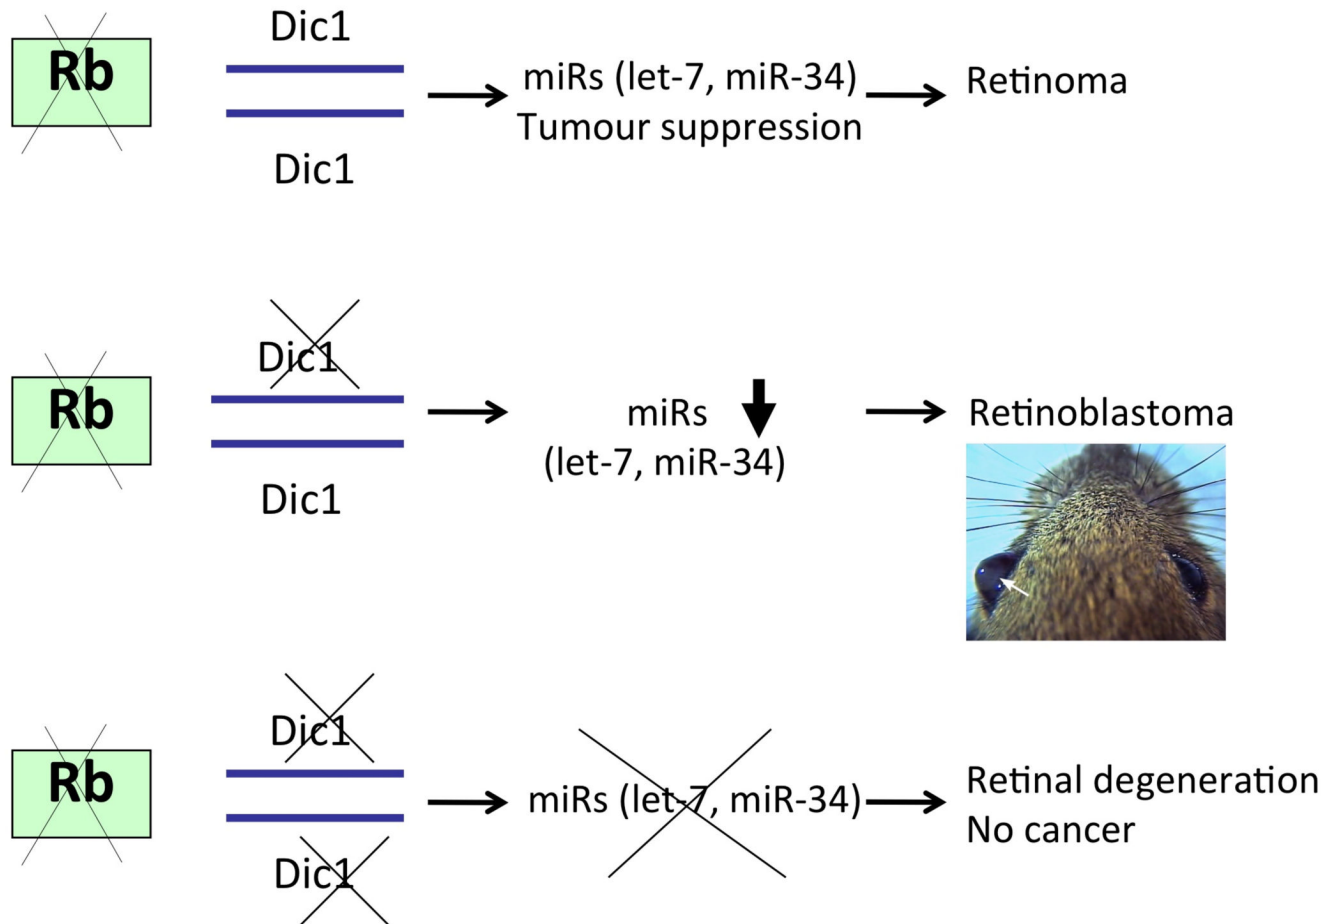 Rb
Dic1
Dic1
miRs (let-7, miR-34)
Tumour suppression
Retinoma
Rb
Dic1
Dic1
miRs
(let-7, miR-34)
Retinoblastoma
Rb
Dic1
Dic1
miRs (let-7, miR-34)
Retinal degeneration
No cancer